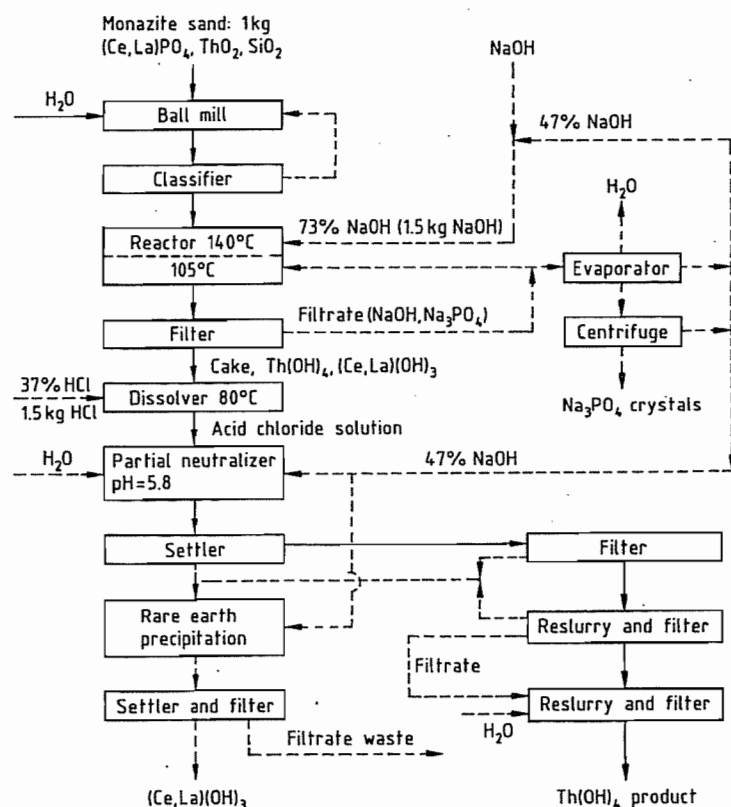 Monazite sand: 1kg
(Ce,La)PO₄, ThO₂, SiO₂
NaOH
H₂O
Ball mill
47% NaOH
Classifier
H₂O
73% NaOH (1.5 kg NaOH)
Reactor 140°C
105°C
Evaporator
Filtrate (NaOH, Na₃PO₄)
Filter
Centrifuge
Cake, Th(OH)₄, (Ce,La)(OH)₃
37% HCl
1.5 kg HCl
Dissolver 80°C
Na₃PO₄ crystals
Acid chloride solution
H₂O
Partial neutralizer
pH=5.8
47% NaOH
Settler
Filter
Rare earth
precipitation
Reslurry and filter
Filtrate
Settler and filter
Reslurry and filter
H₂O
Filtrate waste
(Ce,La)(OH)₃
Th(OH)₄ product